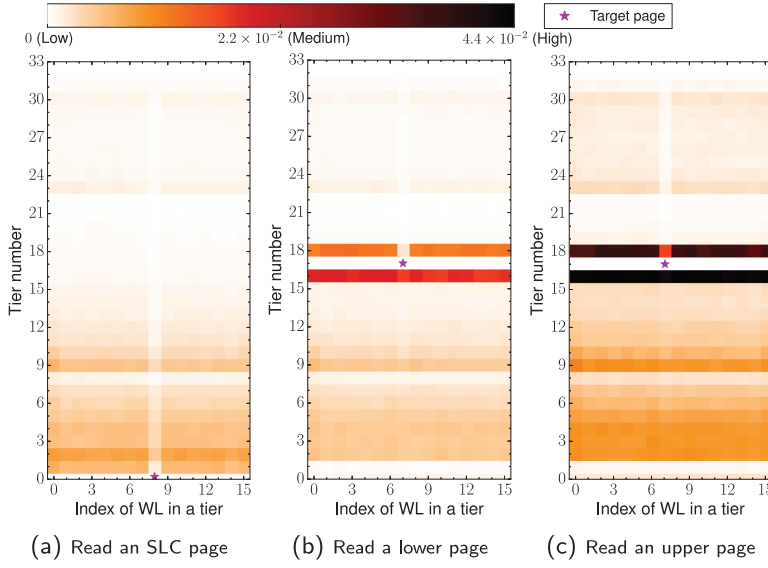 0 (Low) 2.2 × 10⁻² (Medium) 4.4 × 10⁻² (High) Target page
33 33 33
30 30 30
27 27 27
24 24 24
21 21 21
18 18 18
15 15 15
12 12 12
9 9 9
6 6 6
3 3 3
0 0 0
Tier number Tier number Tier number
0 3 6 9 12 15 0 3 6 9 12 15 0 3 6 9 12 15
Index of WL in a tier Index of WL in a tier Index of WL in a tier
(a) Read an SLC page (b) Read a lower page (c) Read an upper page